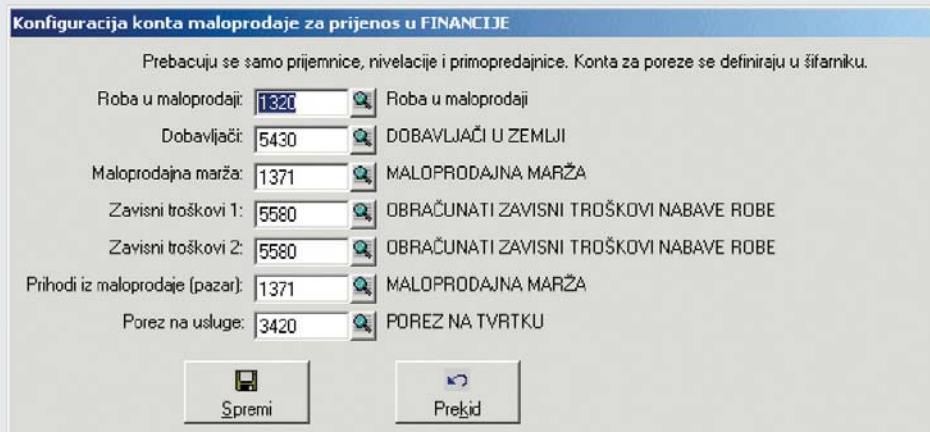 Konfiguracija konta maloprodaje za prijenos u FINANCIJE
Prebacuju se samo prijemnice, nivelacije i primopredajnice. Konta za poreze se definiraju u šifarniku.
Roba u maloprodaji: 1320 Roba u maloprodaji
Dobavljači: 5430 DOBAVLJAČI U ZEMLJI
Maloprodajna marža: 1371 MALOPRODAJNA MARŽA
Zavisni troškovi 1: 5580 OBRAČUNATI ZAVISNI TROŠKOVI NABAVE ROBE
Zavisni troškovi 2: 5580 OBRAČUNATI ZAVISNI TROŠKOVI NABAVE ROBE
Prihodi iz maloprodaje (pazar): 1371 MALOPRODAJNA MARŽA
Porez na usluge: 3420 POREZ NA TVRTKU
Spremi Prekid